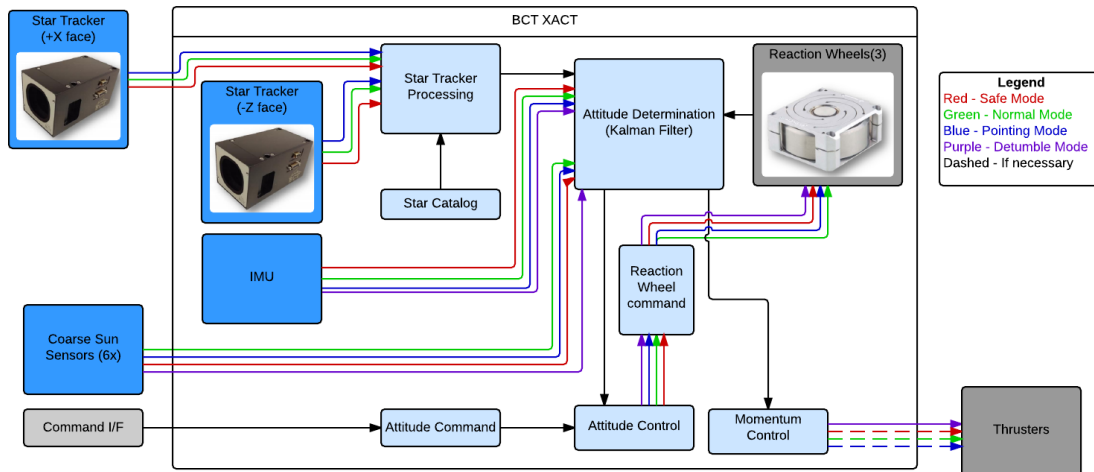 BCT XACT
Star Tracker
(+X face)
Star Tracker
(-Z face)
Star Tracker
Processing
Star Catalog
Attitude Determination
(Kalman Filter)
Reaction Wheels(3)
Legend
Red - Safe Mode
Green - Normal Mode
Blue - Pointing Mode
Purple - Detumble Mode
Dashed - If necessary
IMU
Reaction
Wheel
command
Coarse Sun
Sensors (6x)
Command I/F
Attitude Command
Attitude Control
Momentum
Control
Thrusters